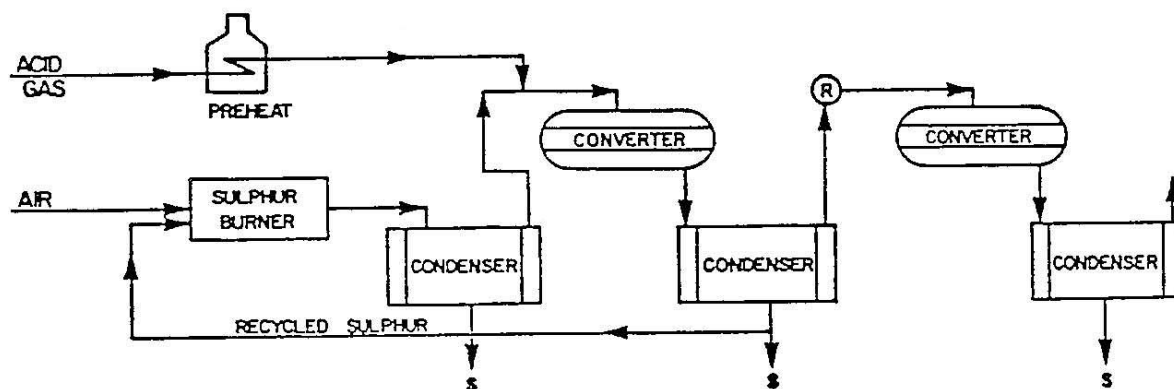 ACID
GAS
PREHEAT
R
CONVERTER
CONVERTER
AIR
SULPHUR
BURNER
CONDENSER
CONDENSER
CONDENSER
RECYCLED SULPHUR
S
S
S